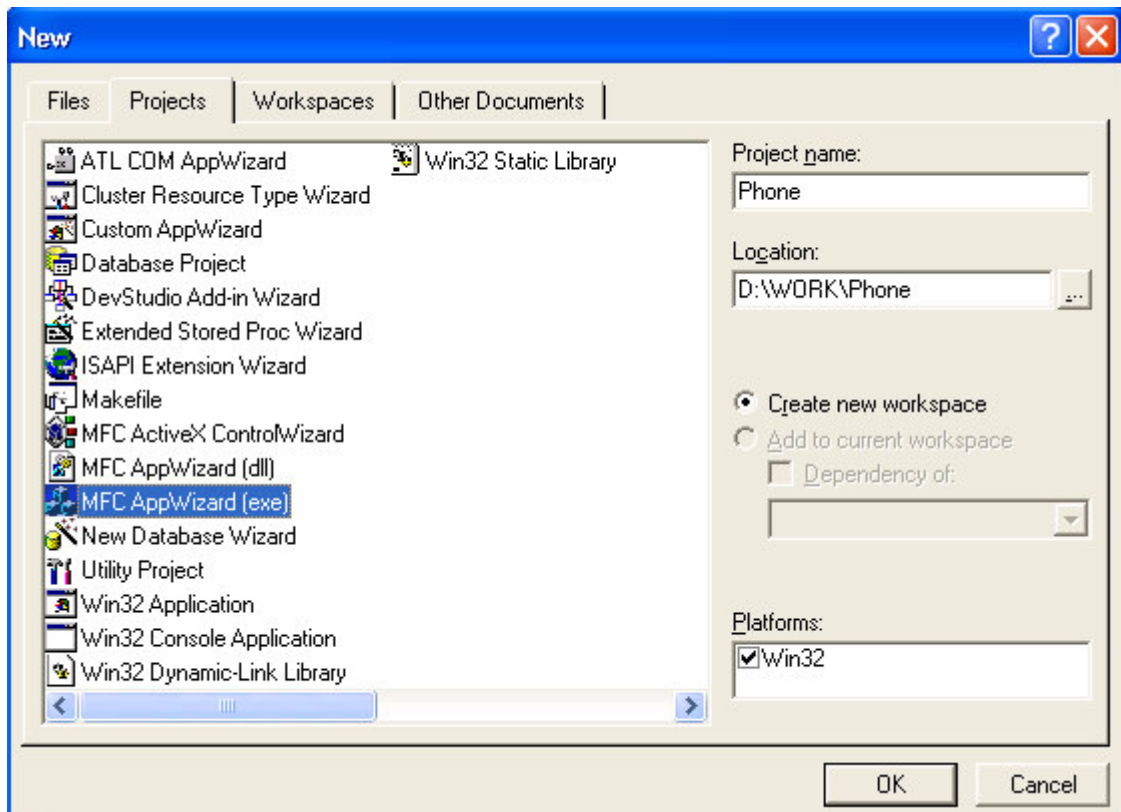 New
Files Projects Workspaces Other Documents
ATL COM AppWizard
Cluster Resource Type Wizard
Custom AppWizard
Database Project
DevStudio Add-in Wizard
Extended Stored Proc Wizard
ISAPI Extension Wizard
Makefile
MFC ActiveX ControlWizard
MFC AppWizard (dll)
MFC AppWizard (exe)
New Database Wizard
Utility Project
Win32 Application
Win32 Console Application
Win32 Dynamic-Link Library
Win32 Static Library
Project name:
Phone
Location:
D:\WORK\Phone
...
Create new workspace
Add to current workspace
Dependency of:
Platforms:
Win32
OK Cancel